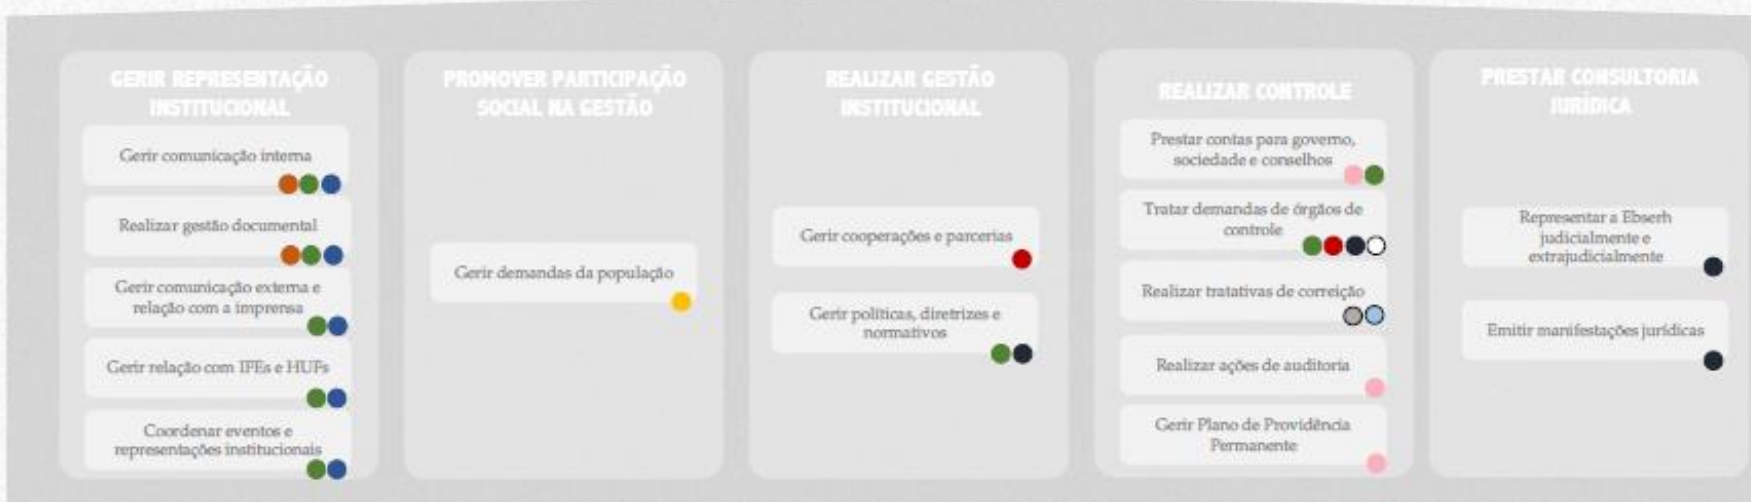 GERIR REPRESENTAÇÃO
INSTITUCIONAL
Gerir comunicação interna
Realizar gestão documental
Gerir comunicação externa e
relação com a imprensa
Gerir relação com IFEs e HUFs
Coordenar eventos e
representações institucionais
PROMOVER PARTICIPAÇÃO
SOCIAL NA GESTÃO
Gerir demandas da população
REALIZAR GESTÃO
INSTITUCIONAL
Gerir cooperações e parcerias
Gerir políticas, diretrizes e
normativos
REALIZAR CONTROLE
Prestar contas para governo,
sociedade e conselhos
Tratar demandas de órgãos de
controle
Realizar tratativas de correição
Realizar ações de auditoria
Gerir Plano de Providência
Permanente
PRESTAR CONSULTORIA
JURÍDICA
Representar a Ebserh
judicialmente e
extrajudicialmente
Emitir manifestações jurídicas